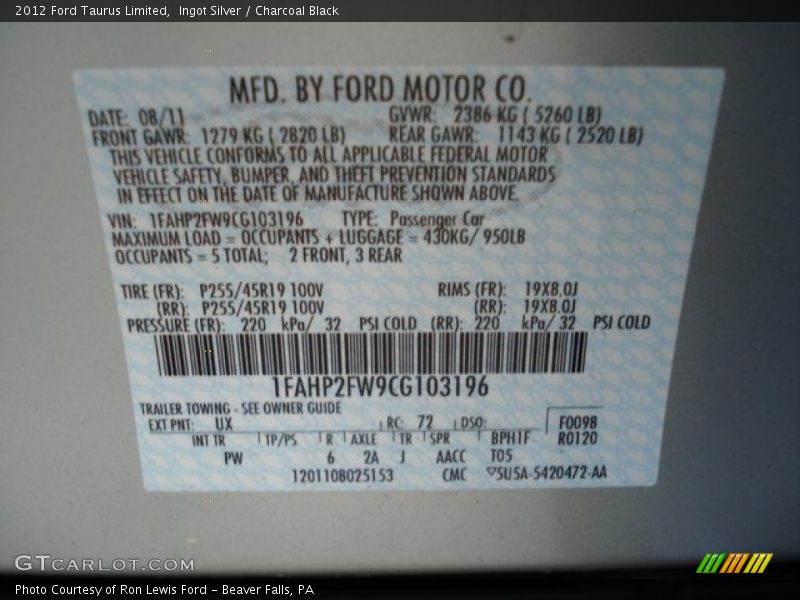 2012 Ford Taurus Limited,  Ingot Silver / Charcoal Black
MFD. BY FORD MOTOR CO.
DATE: 08/11 GVWR: 2386 KG ( 5260 LB)
FRONT GAWR: 1279 KG ( 2820 LB) REAR GAWR: 1143 KG ( 2520 LB)
THIS VEHICLE CONFORMS TO ALL APPLICABLE FEDERAL MOTOR
VEHICLE SAFETY, BUMPER, AND THEFT PREVENTION STANDARDS
IN EFFECT ON THE DATE OF MANUFACTURE SHOWN ABOVE.
VIN: 1FAHP2FW9CG103196 TYPE: Passenger Car
MAXIMUM LOAD = OCCUPANTS + LUGGAGE = 430KG/ 950LB
OCCUPANTS = 5 TOTAL; 2 FRONT, 3 REAR
TIRE (FR): P255/45R19 100V RIMS (FR): 19X8.0J
(RR): P255/45R19 100V (RR): 19X8.0J
PRESSURE (FR): 220 kPa/ 32 PSI COLD (RR): 220 kPa/ 32 PSI COLD
1FAHP2FW9CG103196
TRAILER TOWING - SEE OWNER GUIDE
EXT PNT: UX RC: 72 DSO: F0098
INT TR TP/PS R AXLE TR SPR BPH1F R0120
PW 6 2A J AACC T05
1201108025153 CMC ▽5U5A-5420472-AA
GTCARLOT.COM
Photo Courtesy of Ron Lewis Ford - Beaver Falls, PA